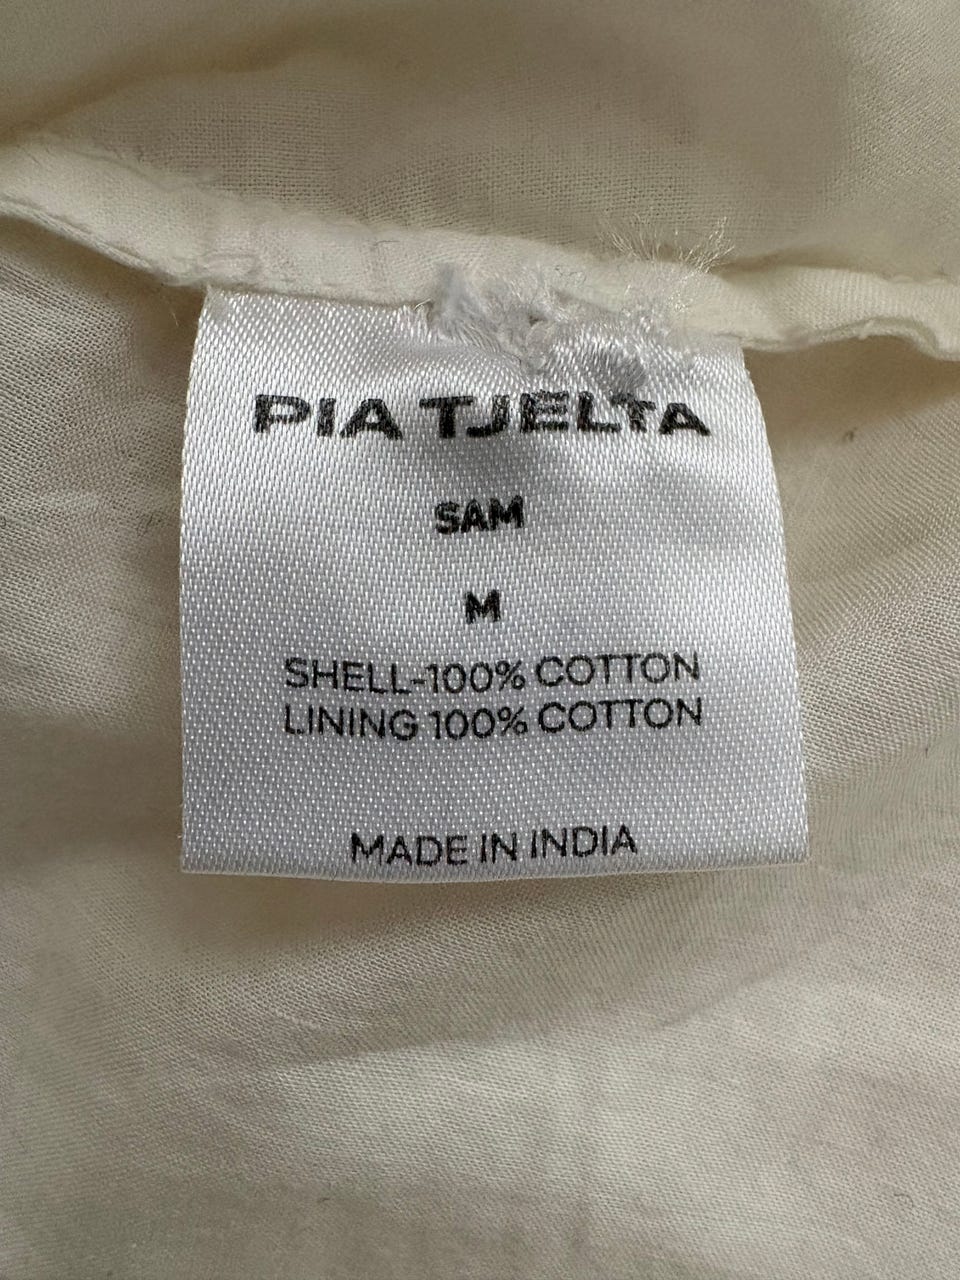 PIA TJELTA
SAM
M
SHELL-100% COTTON
LINING 100% COTTON
MADE IN INDIA